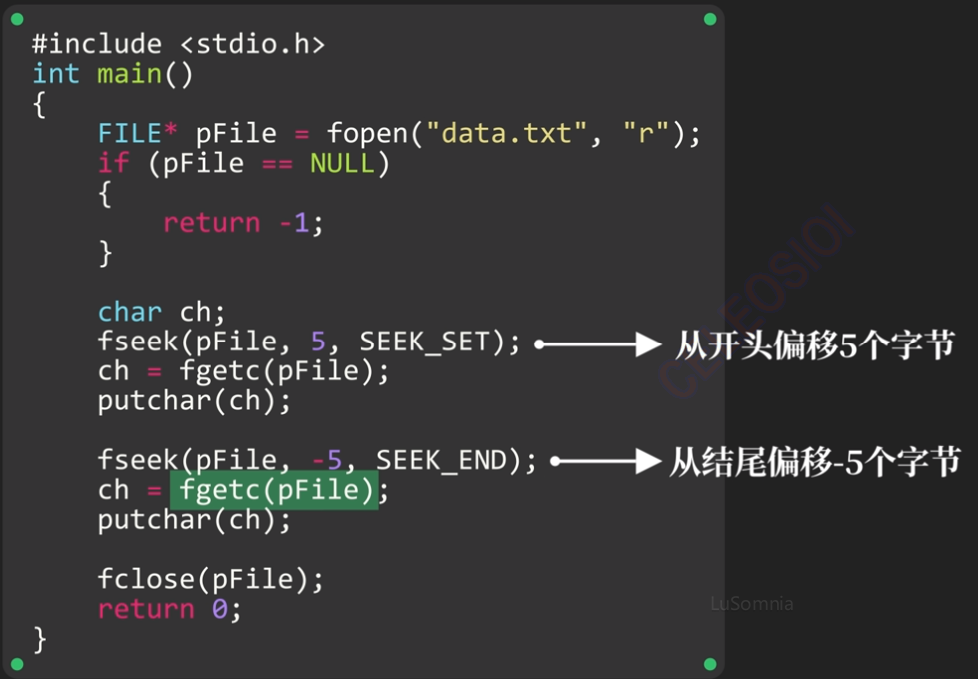 #include <stdio.h>
int main()
{
FILE* pFile = fopen("data.txt", "r");
if (pFile == NULL)
{
return -1;
}
char ch;
fseek(pFile, 5, SEEK_SET);
从开头偏移5个字节
ch = fgetc(pFile);
putchar(ch);
fseek(pFile, -5, SEEK_END);
从结尾偏移-5个字节
ch = fgetc(pFile);
putchar(ch);
fclose(pFile);
return 0;
LuSomnia
}